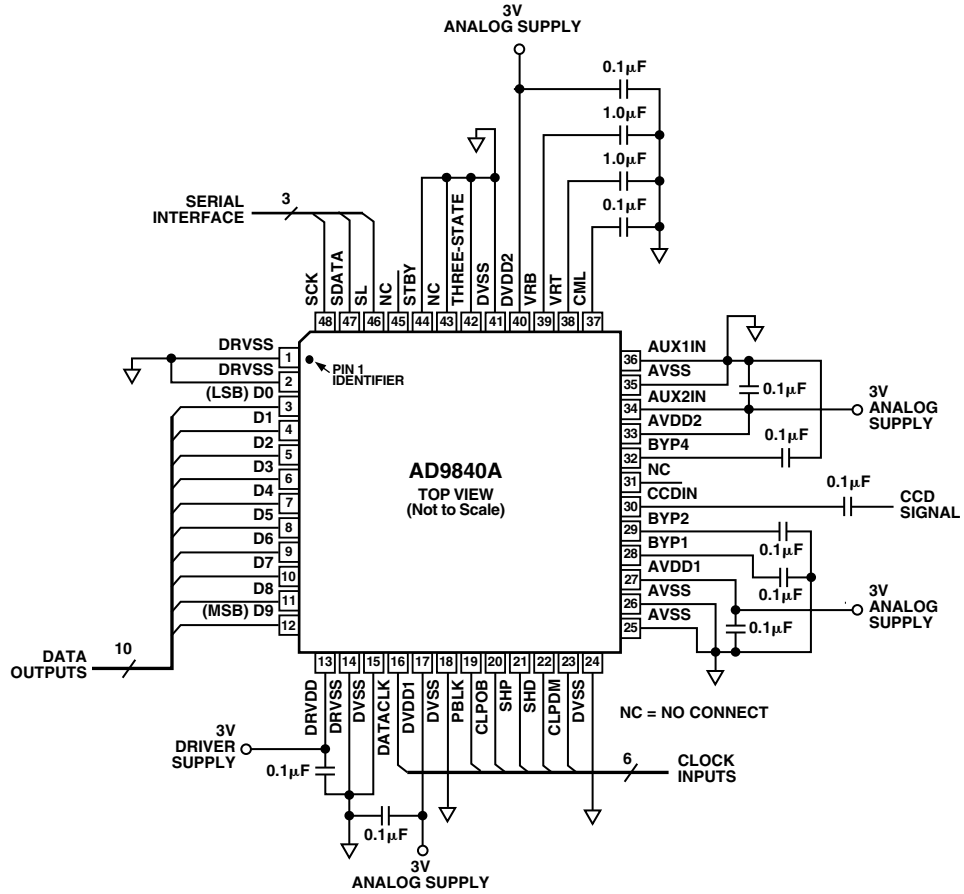 3V
ANALOG SUPPLY
0.1µF
1.0µF
1.0µF
0.1µF
SERIAL
INTERFACE
3
SCK
SDATA
SL
NC
STBY
NC
THREE-STATE
DVSS
DVDD2
VRB
VRT
CML
48 47 46 45 44 43 42 41 40 39 38 37
DRVSS 1
DRVSS 2
(LSB) D0 3
D1 4
D2 5
D3 6
D4 7
D5 8
D6 9
D7 10
D8 11
(MSB) D9 12
PIN 1
IDENTIFIER
AD9840A
TOP VIEW
(Not to Scale)
36 AUX1IN
35 AVSS
34 AUX2IN
33 AVDD2
32 BYP4
31 NC
30 CCDIN
29 BYP2
28 BYP1
27 AVDD1
26 AVSS
25 AVSS
0.1µF
3V
ANALOG
SUPPLY
0.1µF
0.1µF
CCD
SIGNAL
0.1µF
0.1µF
3V
ANALOG
SUPPLY
0.1µF
DATA
OUTPUTS
10
13 14 15 16 17 18 19 20 21 22 23 24
DRVDD
DRVSS
DVSS
DATACLK
DVDD1
DVSS
PBLK
CLPOB
SHP
SHD
CLPDM
DVSS
NC = NO CONNECT
3V
DRIVER
SUPPLY
0.1µF
6
CLOCK
INPUTS
0.1µF
3V
ANALOG SUPPLY